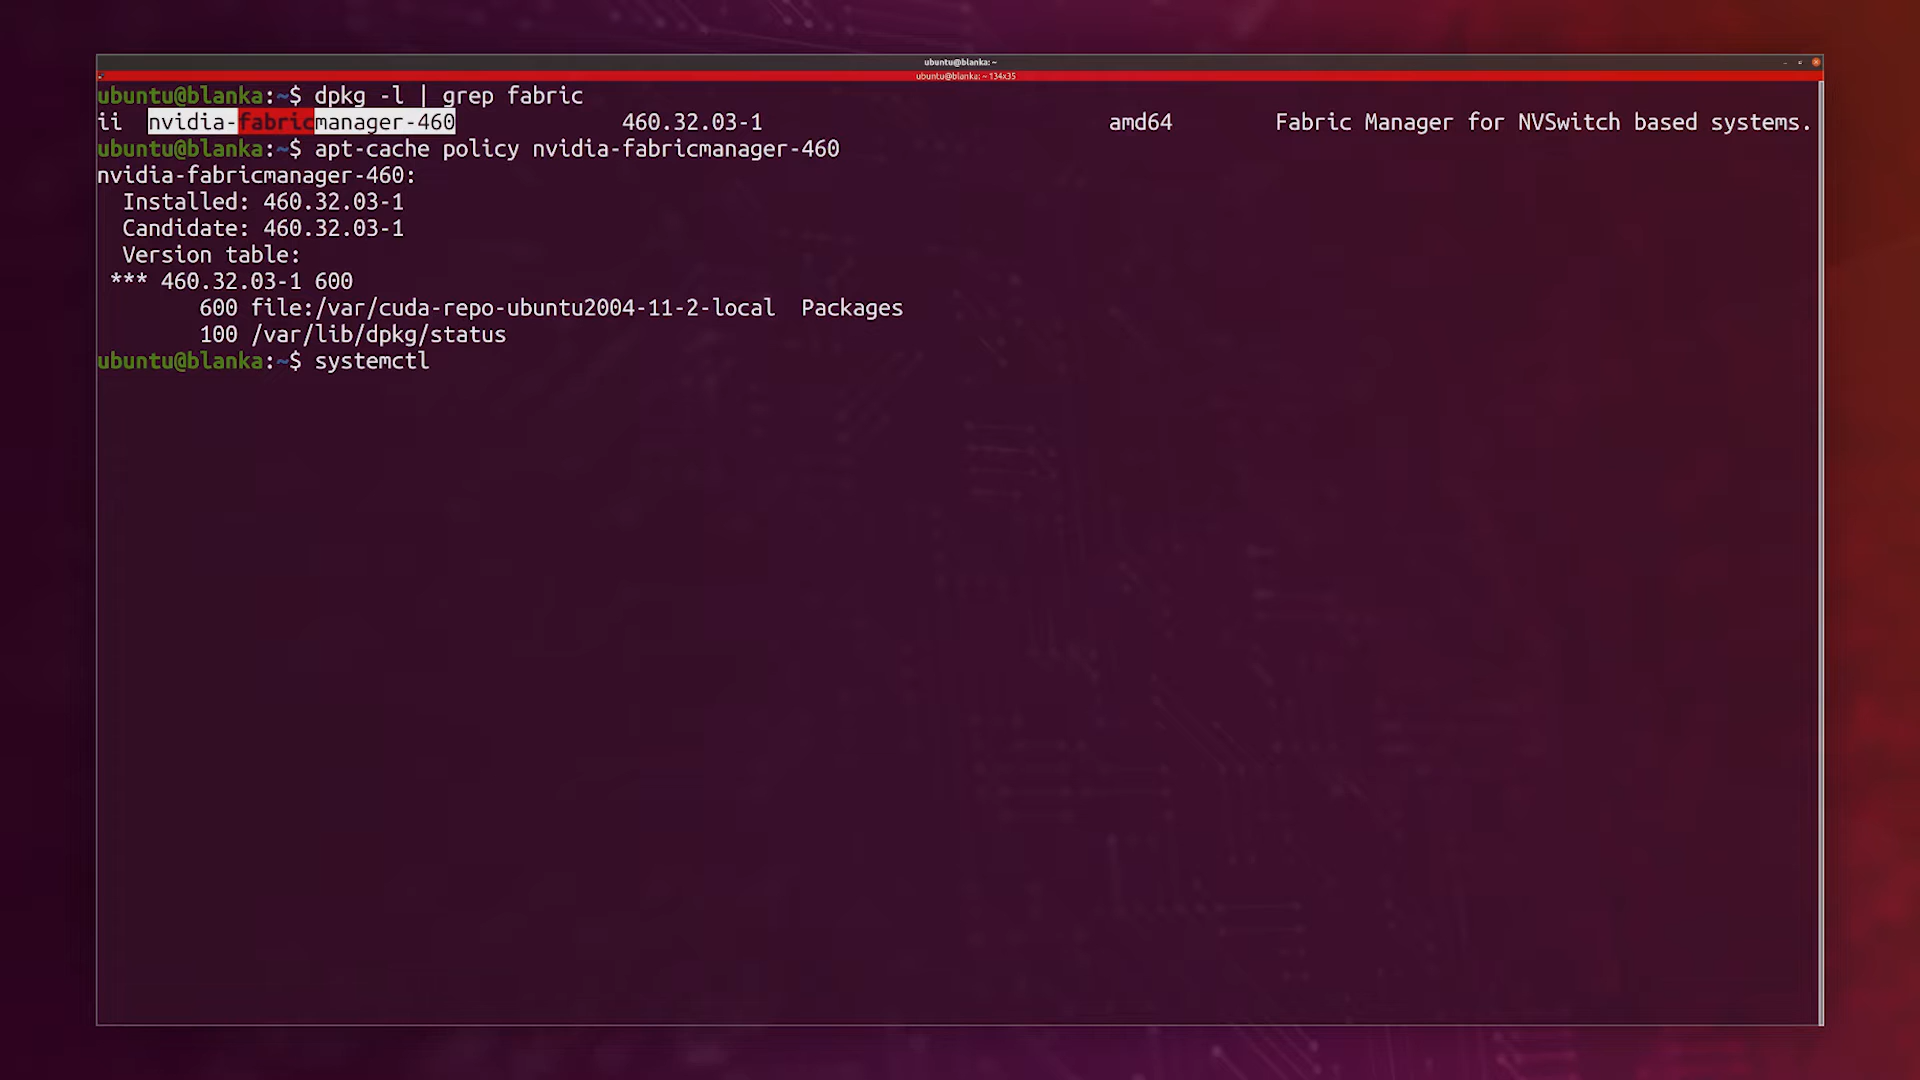 ubuntu@blanka: ~
ubuntu@blanka: ~ 134x35
ubuntu@blanka:~$ dpkg -l | grep fabric
ii  nvidia-fabricmanager-460             460.32.03-1                           amd64        Fabric Manager for NVSwitch based systems.
ubuntu@blanka:~$ apt-cache policy nvidia-fabricmanager-460
nvidia-fabricmanager-460:
  Installed: 460.32.03-1
  Candidate: 460.32.03-1
  Version table:
 *** 460.32.03-1 600
        600 file:/var/cuda-repo-ubuntu2004-11-2-local  Packages
        100 /var/lib/dpkg/status
ubuntu@blanka:~$ systemctl